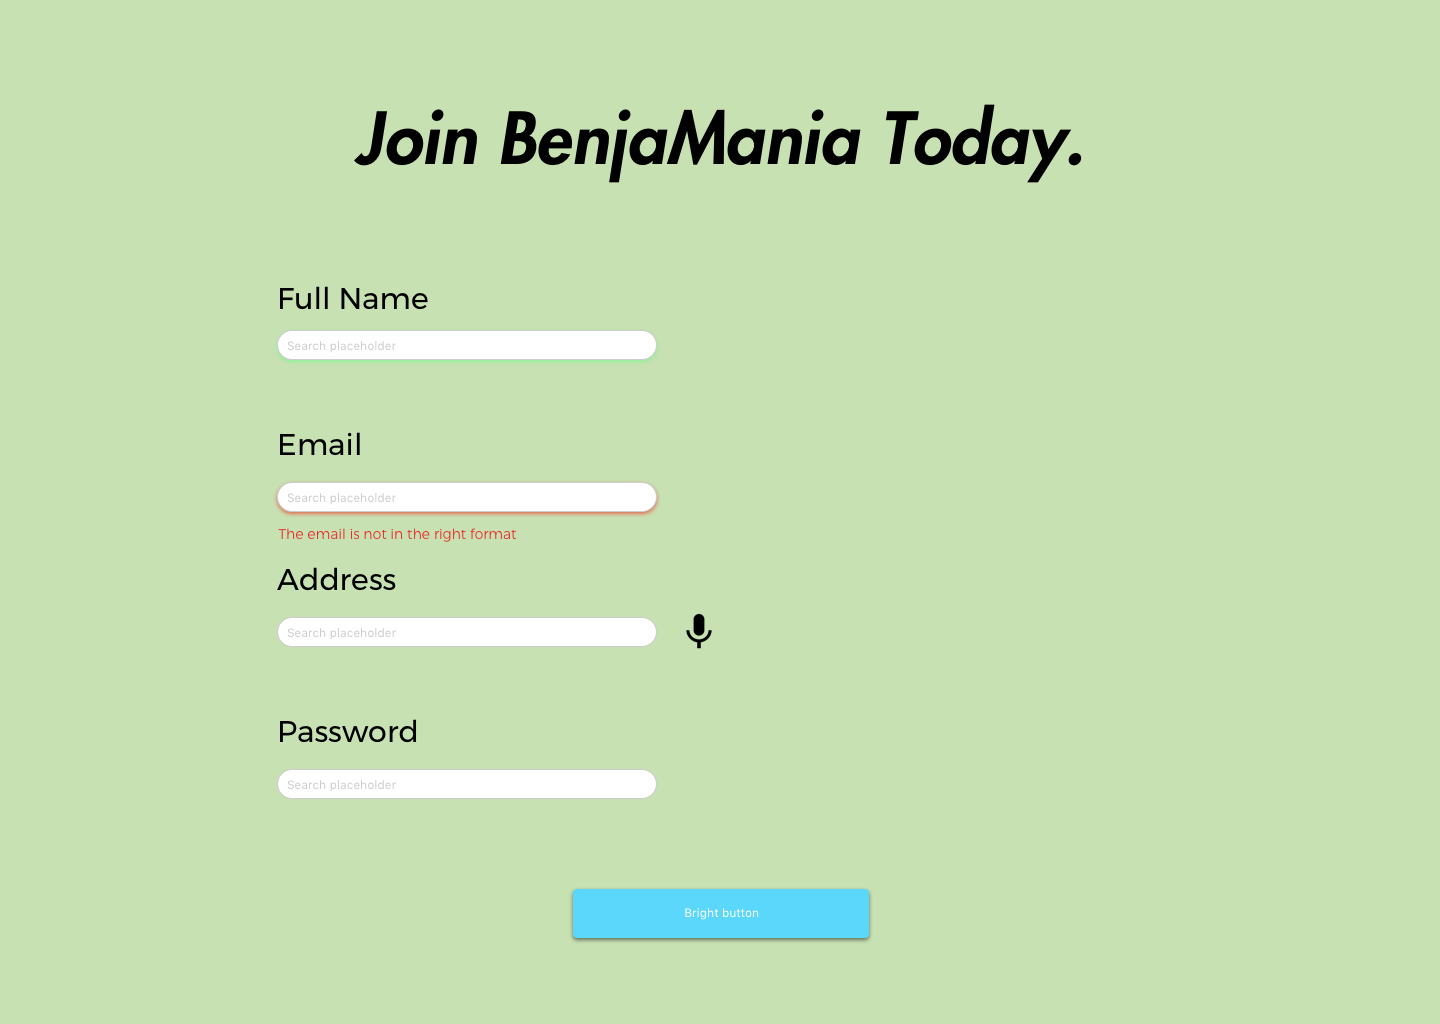 Join BenjaMania Today.
Full Name
Search placeholder
Email
Search placeholder
The email is not in the right format
Address
Search placeholder
Password
Search placeholder
Bright button